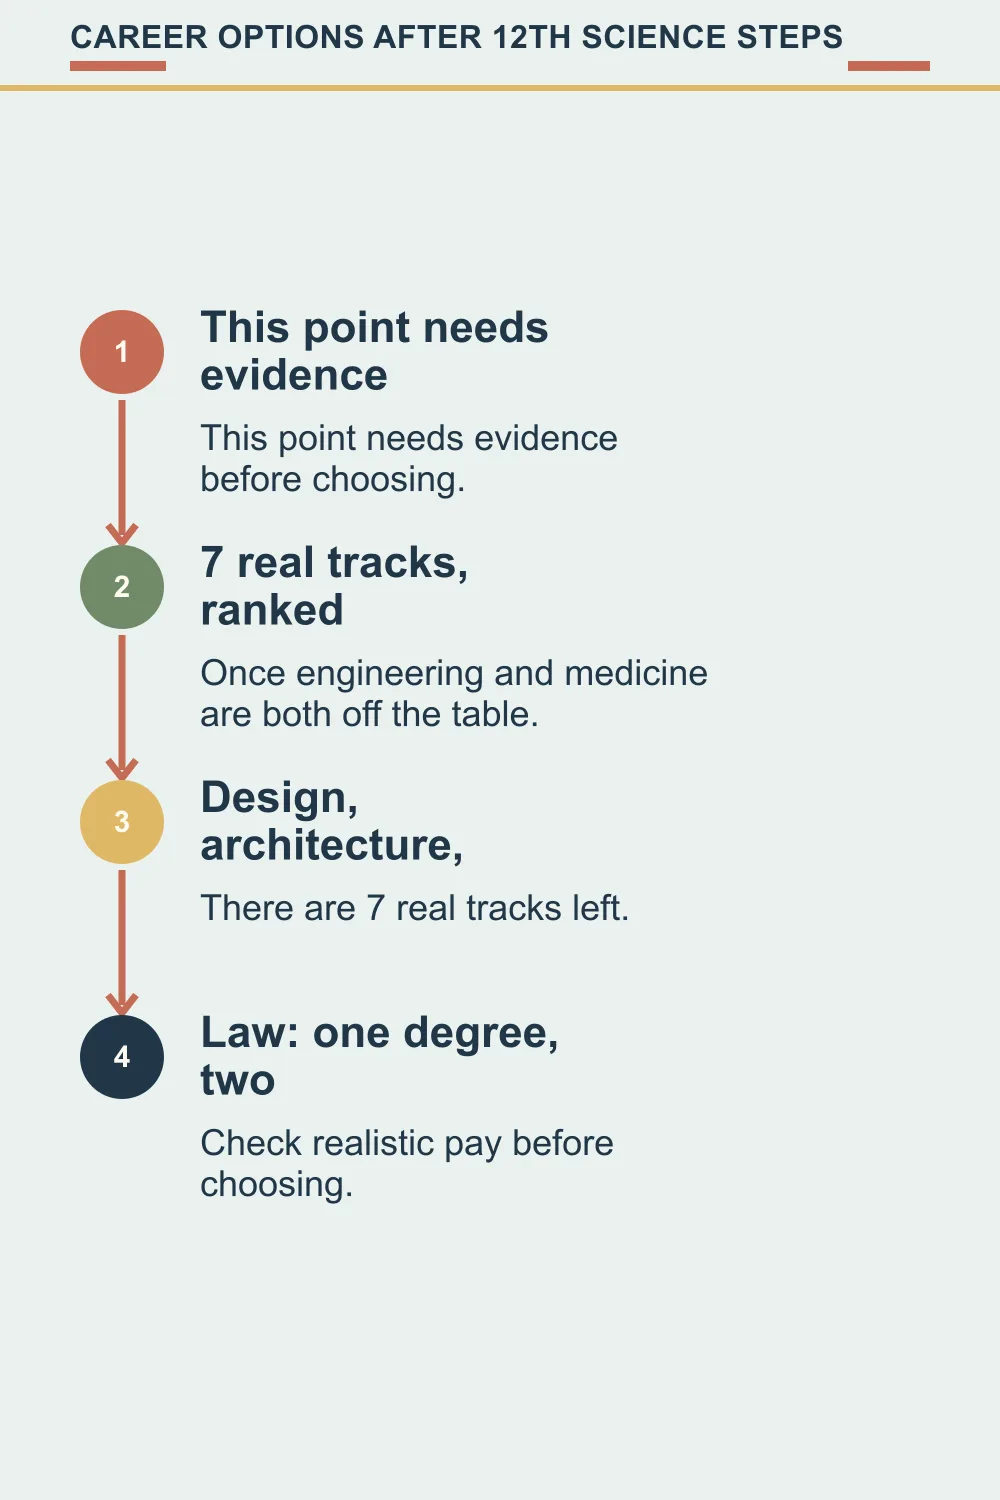 CAREER OPTIONS AFTER 12TH SCIENCE STEPS
1
This point needs
evidence
This point needs evidence
before choosing.
2
7 real tracks,
ranked
Once engineering and medicine
are both off the table.
3
Design,
architecture,
There are 7 real tracks left.
4
Law: one degree,
two
Check realistic pay before
choosing.